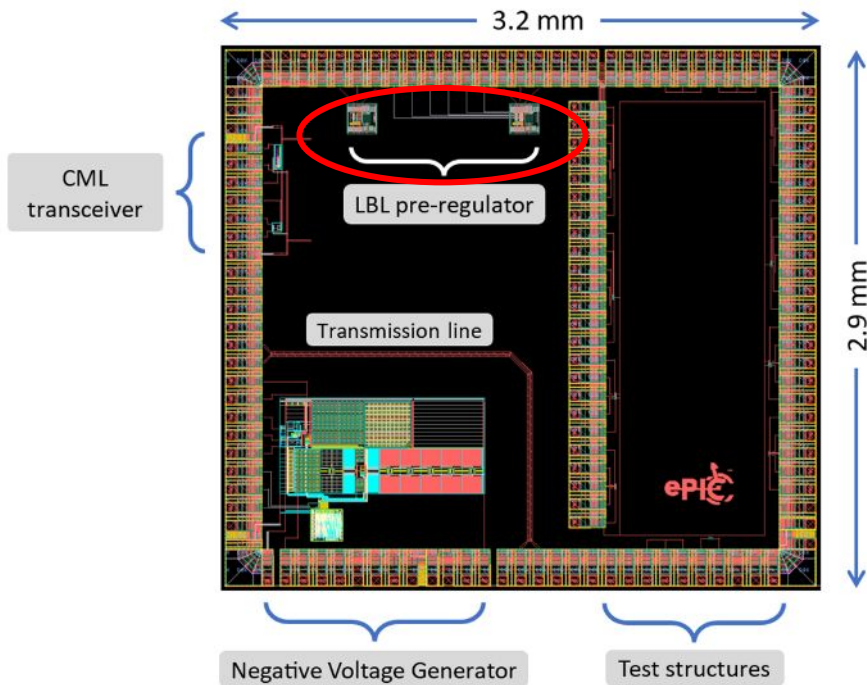 3.2 mm
CML
transceiver
LBL pre-regulator
2.9 mm
Transmission line
ePIC
Negative Voltage Generator
Test structures